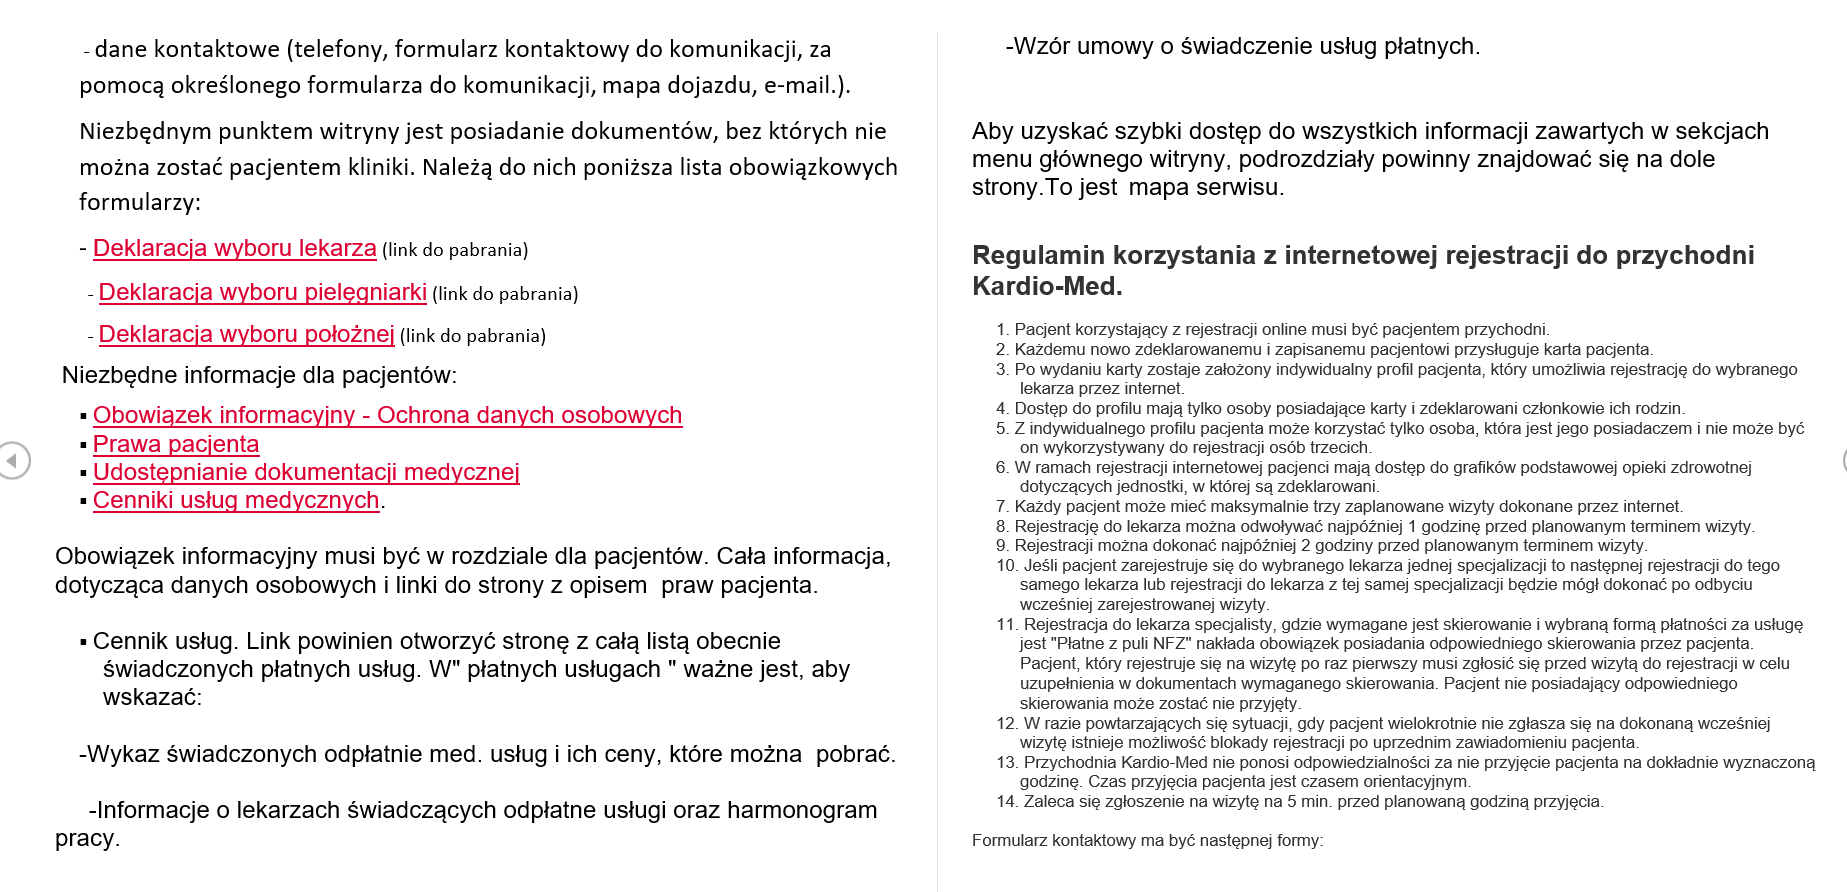 - dane kontaktowe (telefony, formularz kontaktowy do komunikacji, za
pomocą określonego formularza do komunikacji, mapa dojazdu, e-mail.).
Niezbędnym punktem witryny jest posiadanie dokumentów, bez których nie
można zostać pacjentem kliniki. Należą do nich poniższa lista obowiązkowych
formularzy:
- Deklaracja wyboru lekarza (link do pabrania)
- Deklaracja wyboru pielęgniarki (link do pabrania)
- Deklaracja wyboru położnej (link do pabrania)
Niezbędne informacje dla pacjentów:
▪ Obowiązek informacyjny - Ochrona danych osobowych
▪ Prawa pacjenta
▪ Udostępnianie dokumentacji medycznej
▪ Cenniki usług medycznych.
Obowiązek informacyjny musi być w rozdziale dla pacjentów. Cała informacja,
dotycząca danych osobowych i linki do strony z opisem praw pacjenta.
▪ Cennik usług. Link powinien otworzyć stronę z całą listą obecnie
świadczonych płatnych usług. W" płatnych usługach " ważne jest, aby
wskazać:
-Wykaz świadczonych odpłatnie med. usług i ich ceny, które można pobrać.
-Informacje o lekarzach świadczących odpłatne usługi oraz harmonogram
pracy.
-Wzór umowy o świadczenie usług płatnych.
Aby uzyskać szybki dostęp do wszystkich informacji zawartych w sekcjach
menu głównego witryny, podrozdziały powinny znajdować się na dole
strony.To jest mapa serwisu.
Regulamin korzystania z internetowej rejestracji do przychodni
Kardio-Med.
1. Pacjent korzystający z rejestracji online musi być pacjentem przychodni.
2. Każdemu nowo zdeklarowanemu i zapisanemu pacjentowi przysługuje karta pacjenta.
3. Po wydaniu karty zostaje założony indywidualny profil pacjenta, który umożliwia rejestrację do wybranego
lekarza przez internet.
4. Dostęp do profilu mają tylko osoby posiadające karty i zdeklarowani członkowie ich rodzin.
5. Z indywidualnego profilu pacjenta może korzystać tylko osoba, która jest jego posiadaczem i nie może być
on wykorzystywany do rejestracji osób trzecich.
6. W ramach rejestracji internetowej pacjenci mają dostęp do grafików podstawowej opieki zdrowotnej
dotyczących jednostki, w której są zdeklarowani.
7. Każdy pacjent może mieć maksymalnie trzy zaplanowane wizyty dokonane przez internet.
8. Rejestrację do lekarza można odwoływać najpóźniej 1 godzinę przed planowanym terminem wizyty.
9. Rejestracji można dokonać najpóźniej 2 godziny przed planowanym terminem wizyty.
10. Jeśli pacjent zarejestruje się do wybranego lekarza jednej specjalizacji to następnej rejestracji do tego
samego lekarza lub rejestracji do lekarza z tej samej specjalizacji będzie mógł dokonać po odbyciu
wcześniej zarejestrowanej wizyty.
11. Rejestracja do lekarza specjalisty, gdzie wymagane jest skierowanie i wybraną formą płatności za usługę
jest "Płatne z puli NFZ" nakłada obowiązek posiadania odpowiedniego skierowania przez pacjenta.
Pacjent, który rejestruje się na wizytę po raz pierwszy musi zgłosić się przed wizytą do rejestracji w celu
uzupełnienia w dokumentach wymaganego skierowania. Pacjent nie posiadający odpowiedniego
skierowania może zostać nie przyjęty.
12. W razie powtarzających się sytuacji, gdy pacjent wielokrotnie nie zgłasza się na dokonaną wcześniej
wizytę istnieje możliwość blokady rejestracji po uprzednim zawiadomieniu pacjenta.
13. Przychodnia Kardio-Med nie ponosi odpowiedzialności za nie przyjęcie pacjenta na dokładnie wyznaczoną
godzinę. Czas przyjęcia pacjenta jest czasem orientacyjnym.
14. Zaleca się zgłoszenie na wizytę na 5 min. przed planowaną godziną przyjęcia.
Formularz kontaktowy ma być następnej formy: